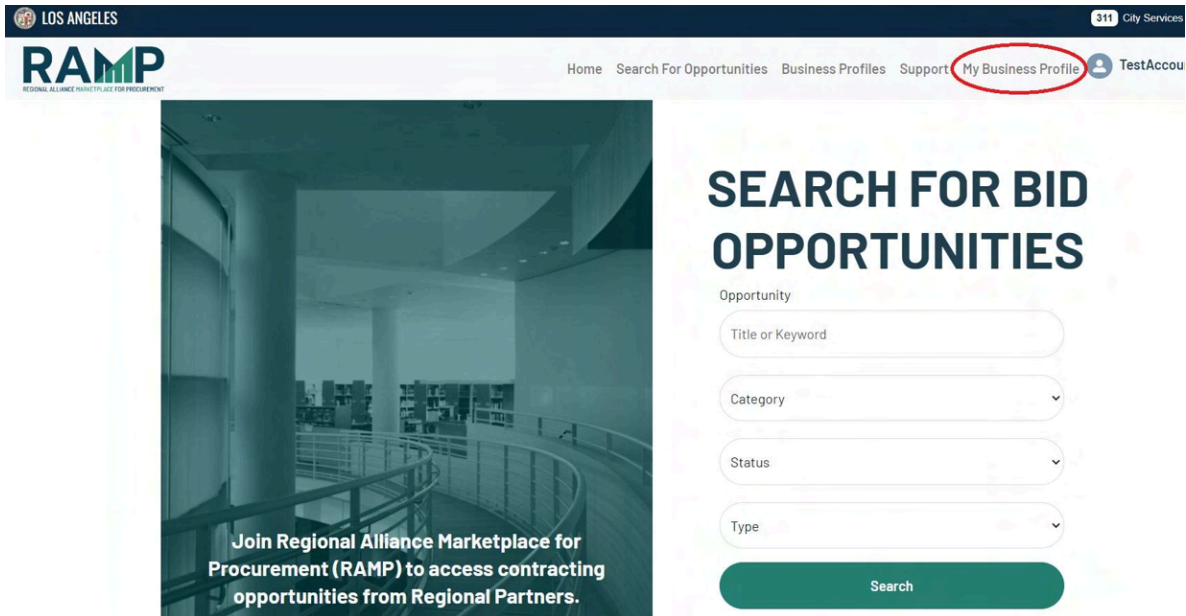 LOS ANGELES
311 City Services
RAMP
REGIONAL ALLIANCE MARKETPLACE FOR PROCUREMENT
Home Search For Opportunities Business Profiles Support My Business Profile TestAccour
SEARCH FOR BID
OPPORTUNITIES
Opportunity
Title or Keyword
Category
Status
Type
Search
Join Regional Alliance Marketplace for
Procurement (RAMP) to access contracting
opportunities from Regional Partners.